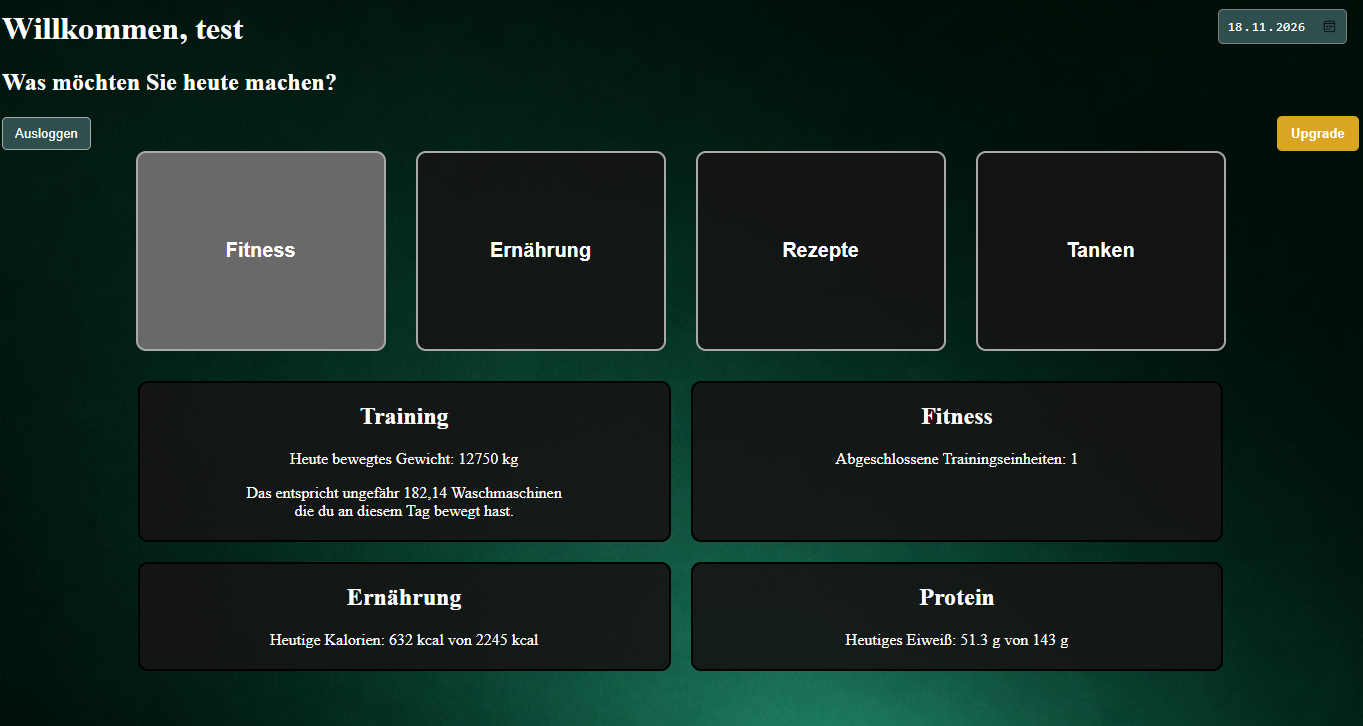 Willkommen, test
18.11.2026
Was möchten Sie heute machen?
Ausloggen
Upgrade
Fitness
Ernährung
Rezepte
Tanken
Training
Heute bewegtes Gewicht: 12750 kg
Das entspricht ungefähr 182,14 Waschmaschinen
die du an diesem Tag bewegt hast.
Fitness
Abgeschlossene Trainingseinheiten: 1
Ernährung
Heutige Kalorien: 632 kcal von 2245 kcal
Protein
Heutiges Eiweiß: 51.3 g von 143 g